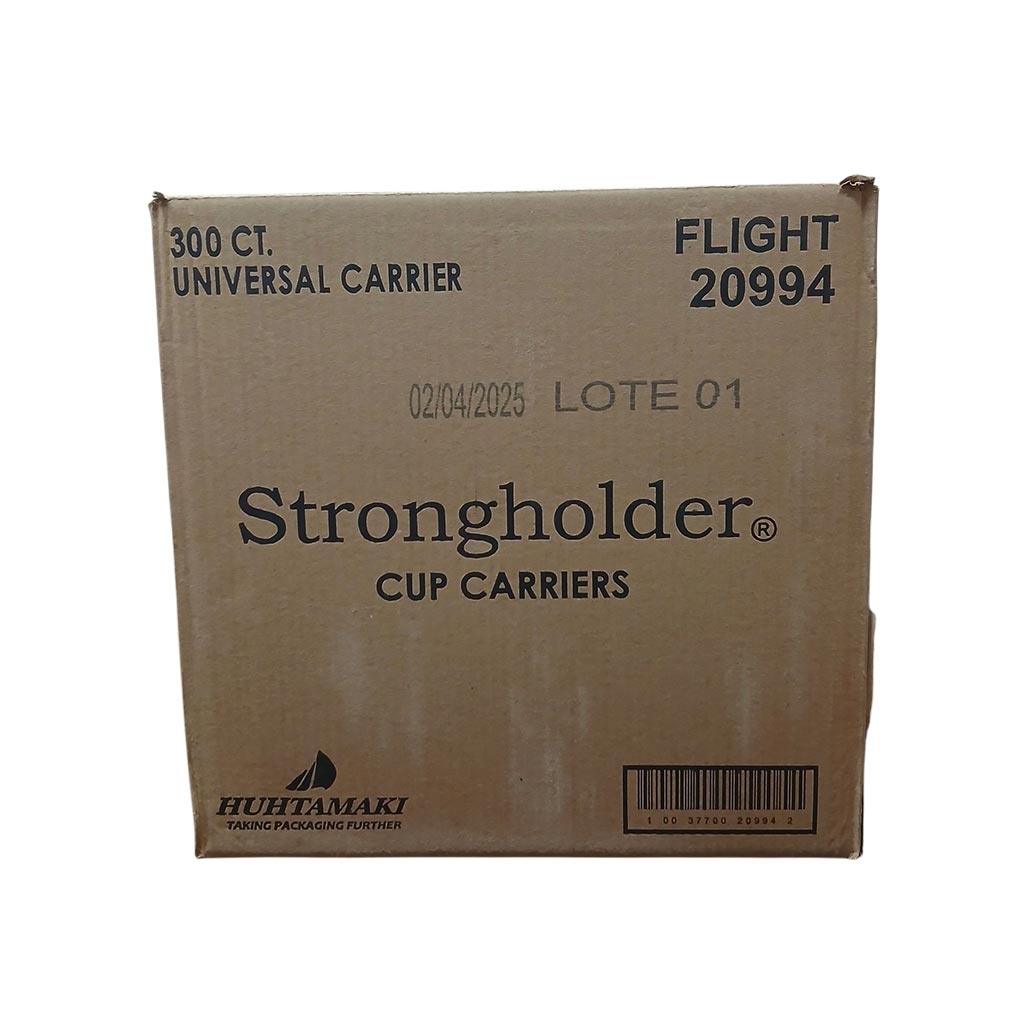 300 CT.
UNIVERSAL CARRIER
FLIGHT
20994
02/04/2025 LOTE 01
Strongholder®
CUP CARRIERS
HUHTAMAKI
TAKING PACKAGING FURTHER
1 00 37700 20994 2